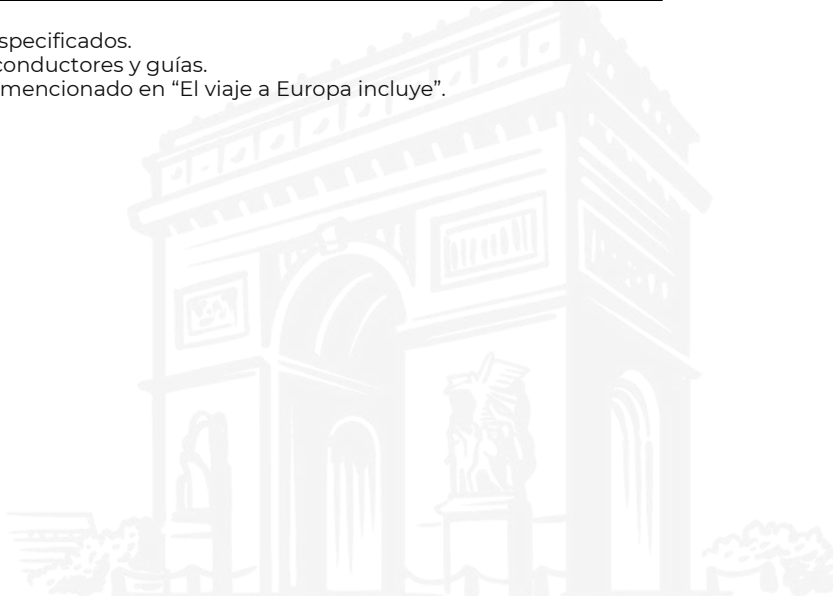 specificados.
conductores y guías.
mencionado en “El viaje a Europa incluye”.